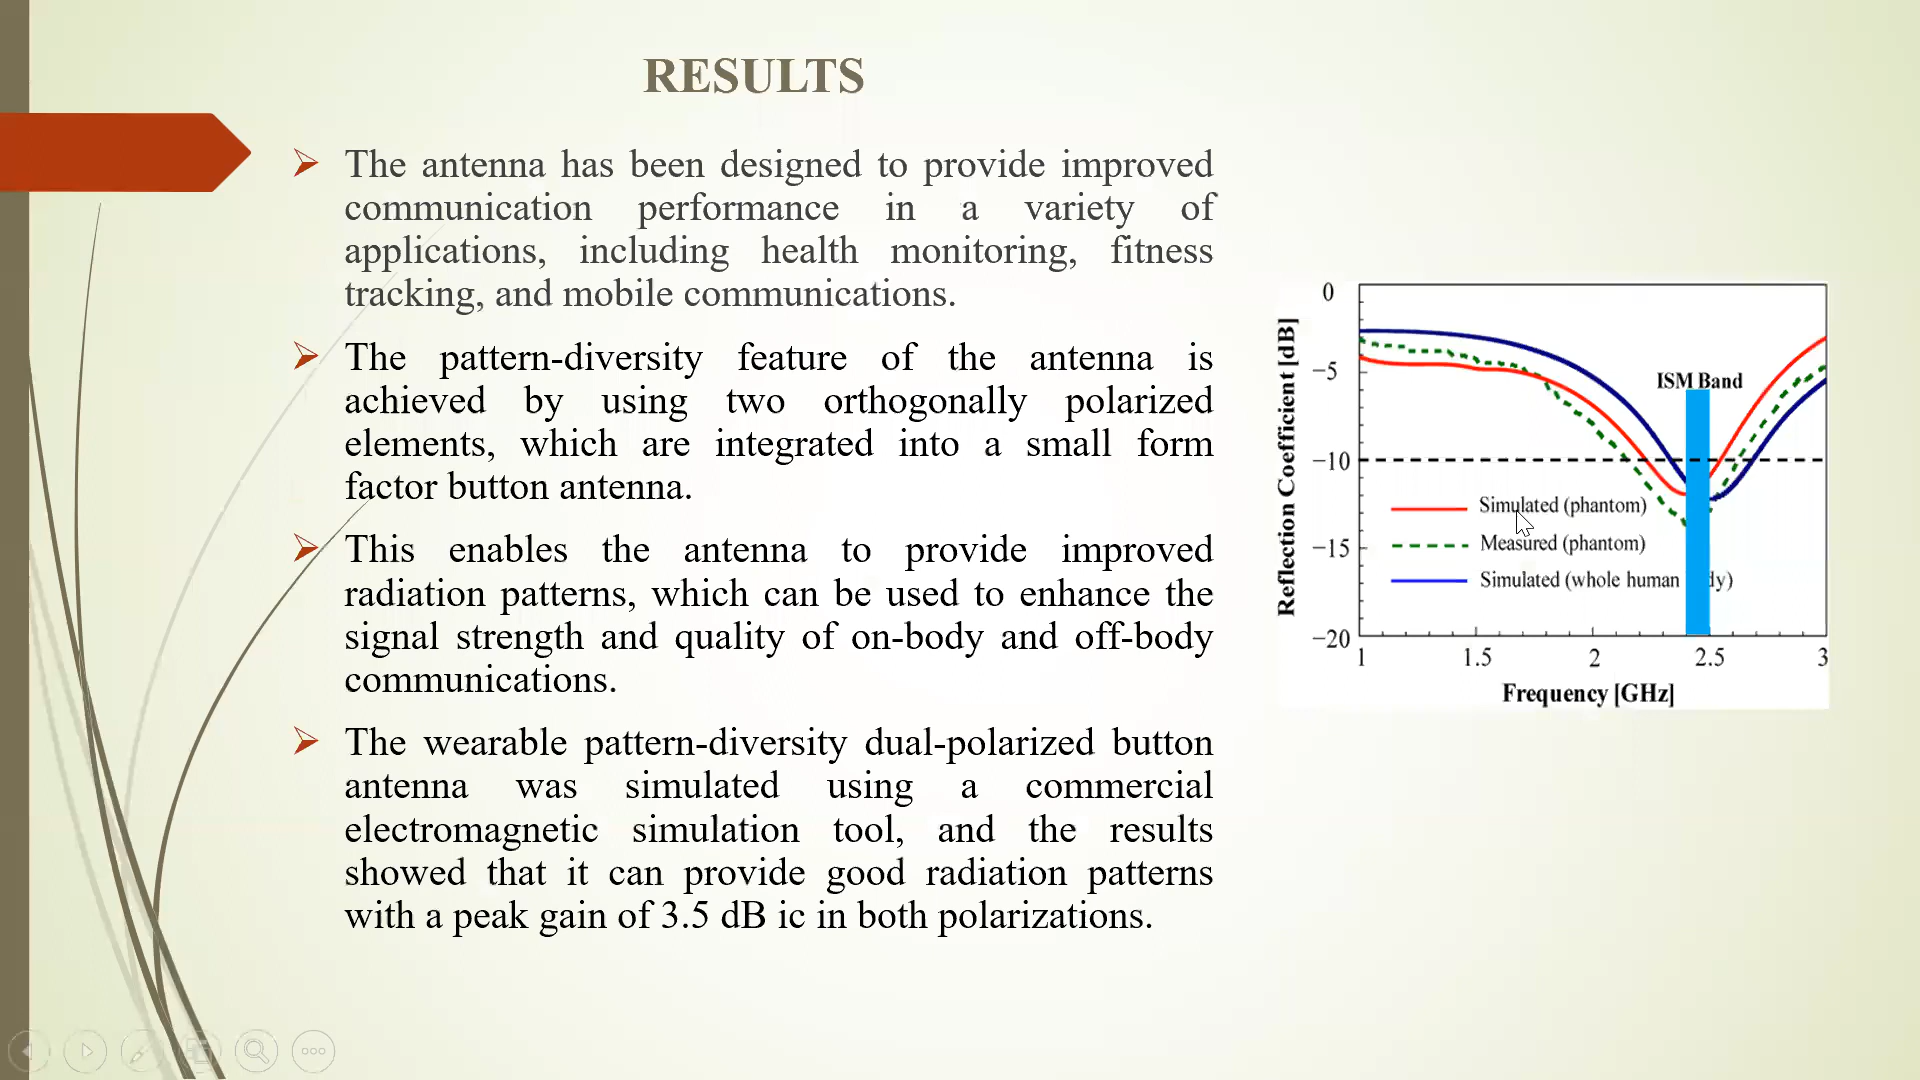 RESULTS
The antenna has been designed to provide improved
communication performance in a variety of
applications, including health monitoring, fitness
tracking, and mobile communications.
The pattern-diversity feature of the antenna is
achieved by using two orthogonally polarized
elements, which are integrated into a small form
factor button antenna.
This enables the antenna to provide improved
radiation patterns, which can be used to enhance the
signal strength and quality of on-body and off-body
communications.
The wearable pattern-diversity dual-polarized button
antenna was simulated using a commercial
electromagnetic simulation tool, and the results
showed that it can provide good radiation patterns
with a peak gain of 3.5 dB ic in both polarizations.
Reflection Coefficient [dB]
0
−5
−10
−15
−20
ISM Band
Simulated (phantom)
Measured (phantom)
Simulated (whole human dy)
1 1.5 2 2.5 3
Frequency [GHz]